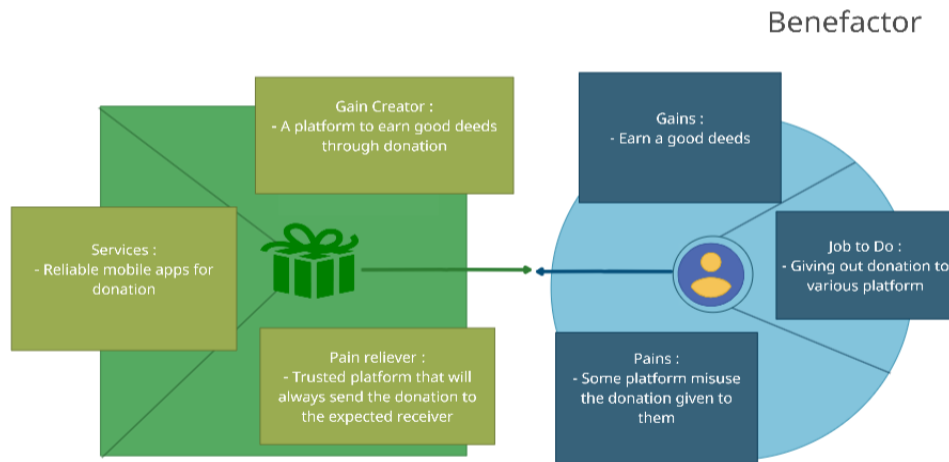 Benefactor
Gain Creator :
- A platform to earn good deeds
through donation
Gains :
- Earn a good deeds
Services :
- Reliable mobile apps for
donation
Job to Do :
- Giving out donation to
various platform
Pain reliever :
- Trusted platform that will
always send the donation to
the expected receiver
Pains :
- Some platform misuse
the donation given to
them